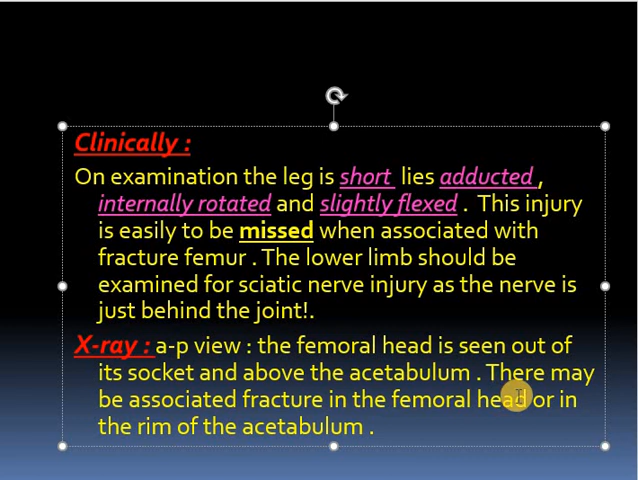 Clinically :
On examination the leg is short lies adducted ,
internally rotated and slightly flexed . This injury
is easily to be missed when associated with
fracture femur . The lower limb should be
examined for sciatic nerve injury as the nerve is
just behind the joint!.
X-ray : a-p view : the femoral head is seen out of
its socket and above the acetabulum . There may
be associated fracture in the femoral head or in
the rim of the acetabulum .